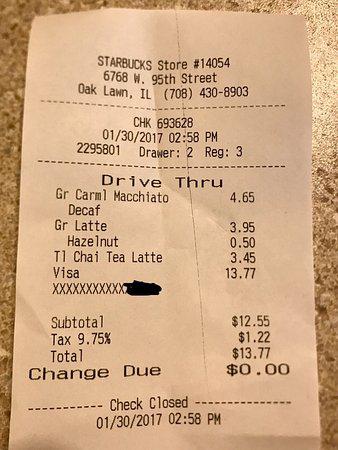 STARBUCKS Store #14054
6768 W. 95th Street
Oak Lawn, IL (708) 430-8903
CHK 693628
01/30/2017 02:58 PM
2295801 Drawer: 2 Reg: 3
Drive Thru
Gr Carml Macchiato 4.65
Decaf
Gr Latte 3.95
Hazelnut 0.50
Tl Chai Tea Latte 3.45
Visa 13.77
XXXXXXXXXXXX
Subtotal $12.55
Tax 9.75% $1.22
Total $13.77
Change Due $0.00
Check Closed
01/30/2017 02:58 PM